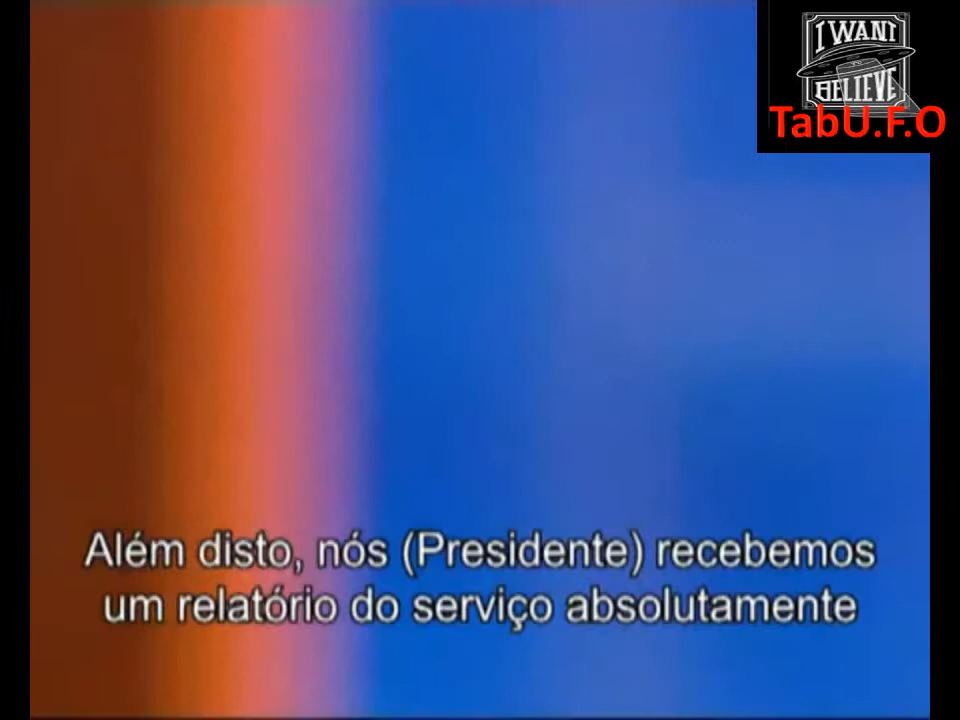 I WANT
BELIEVE
TabU.F.O
Além disto, nós (Presidente) recebemos
um relatório do serviço absolutamente